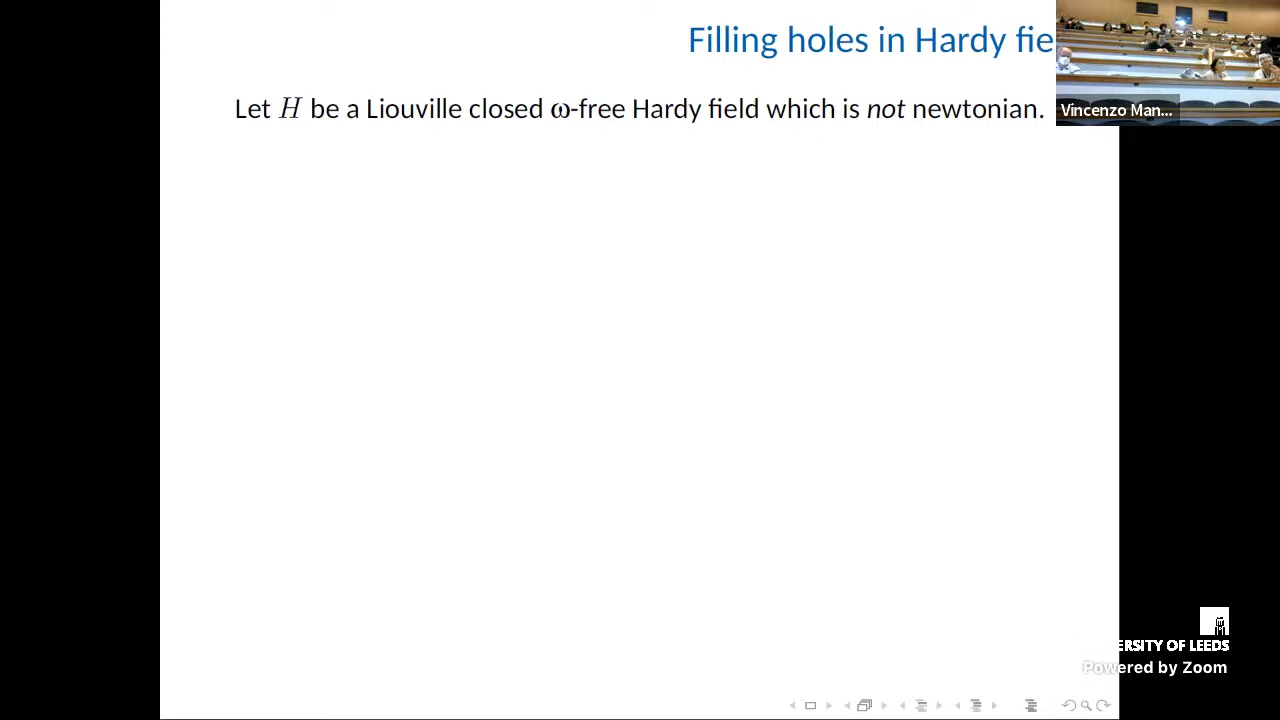 Filling holes in Hardy fie
Let H be a Liouville closed ω-free Hardy field which is not newtonian.
Vincenzo Man...
ERSITY OF LEEDS
Powered by Zoom